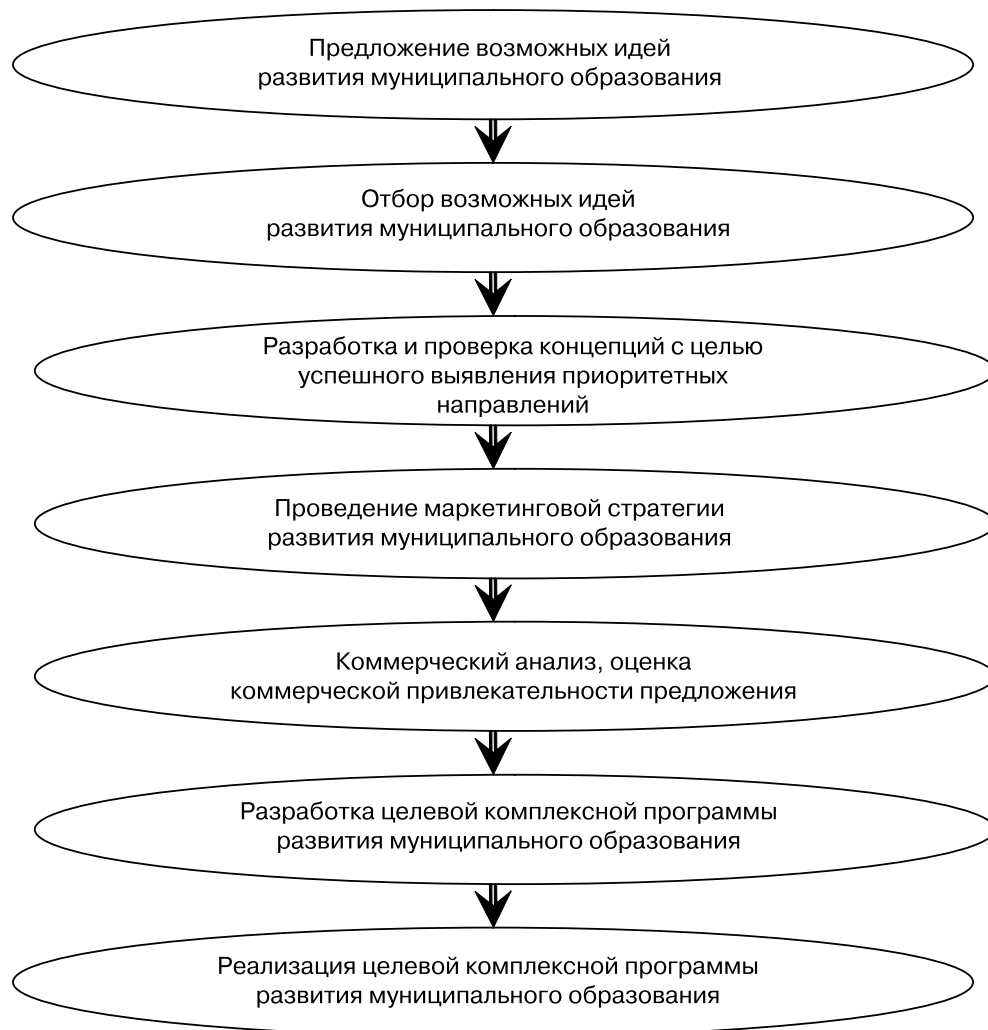 Предложение возможных идей
развития муниципального образования
Отбор возможных идей
развития муниципального образования
Разработка и проверка концепций с целью
успешного выявления приоритетных
направлений
Проведение маркетинговой стратегии
развития муниципального образования
Коммерческий анализ, оценка
коммерческой привлекательности предложения
Разработка целевой комплексной программы
развития муниципального образования
Реализация целевой комплексной программы
развития муниципального образования